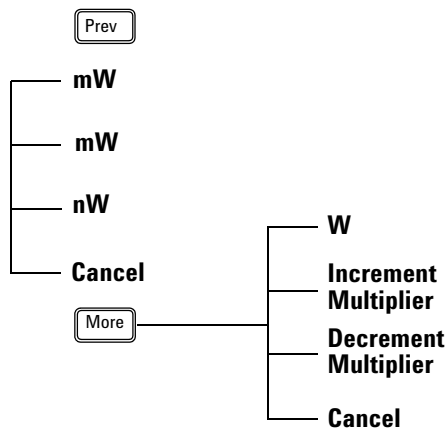 Prev
mW
mW
nW
Cancel
More
W
Increment
Multiplier
Decrement
Multiplier
Cancel